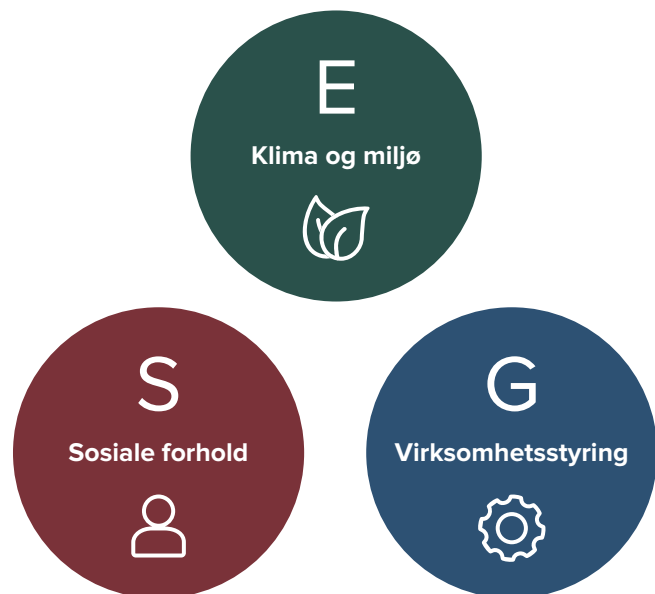 E
Klima og miljø
S
Sosiale forhold
G
Virksomhetsstyring